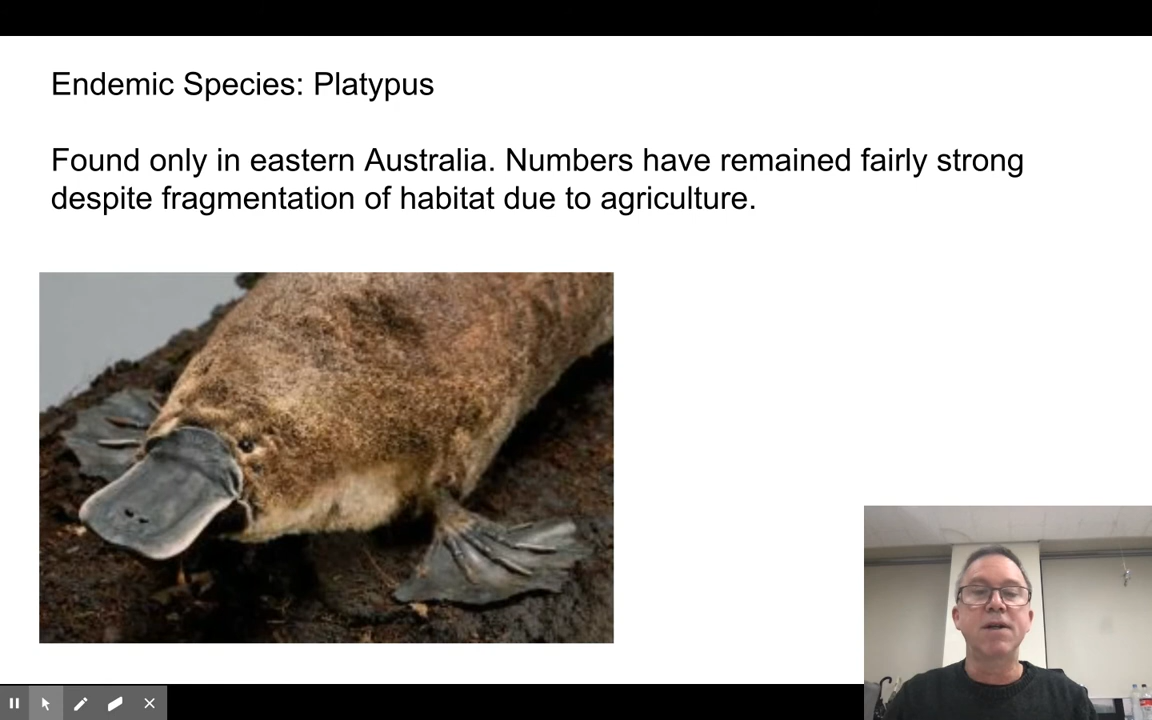 Endemic Species: Platypus
Found only in eastern Australia. Numbers have remained fairly strong
despite fragmentation of habitat due to agriculture.